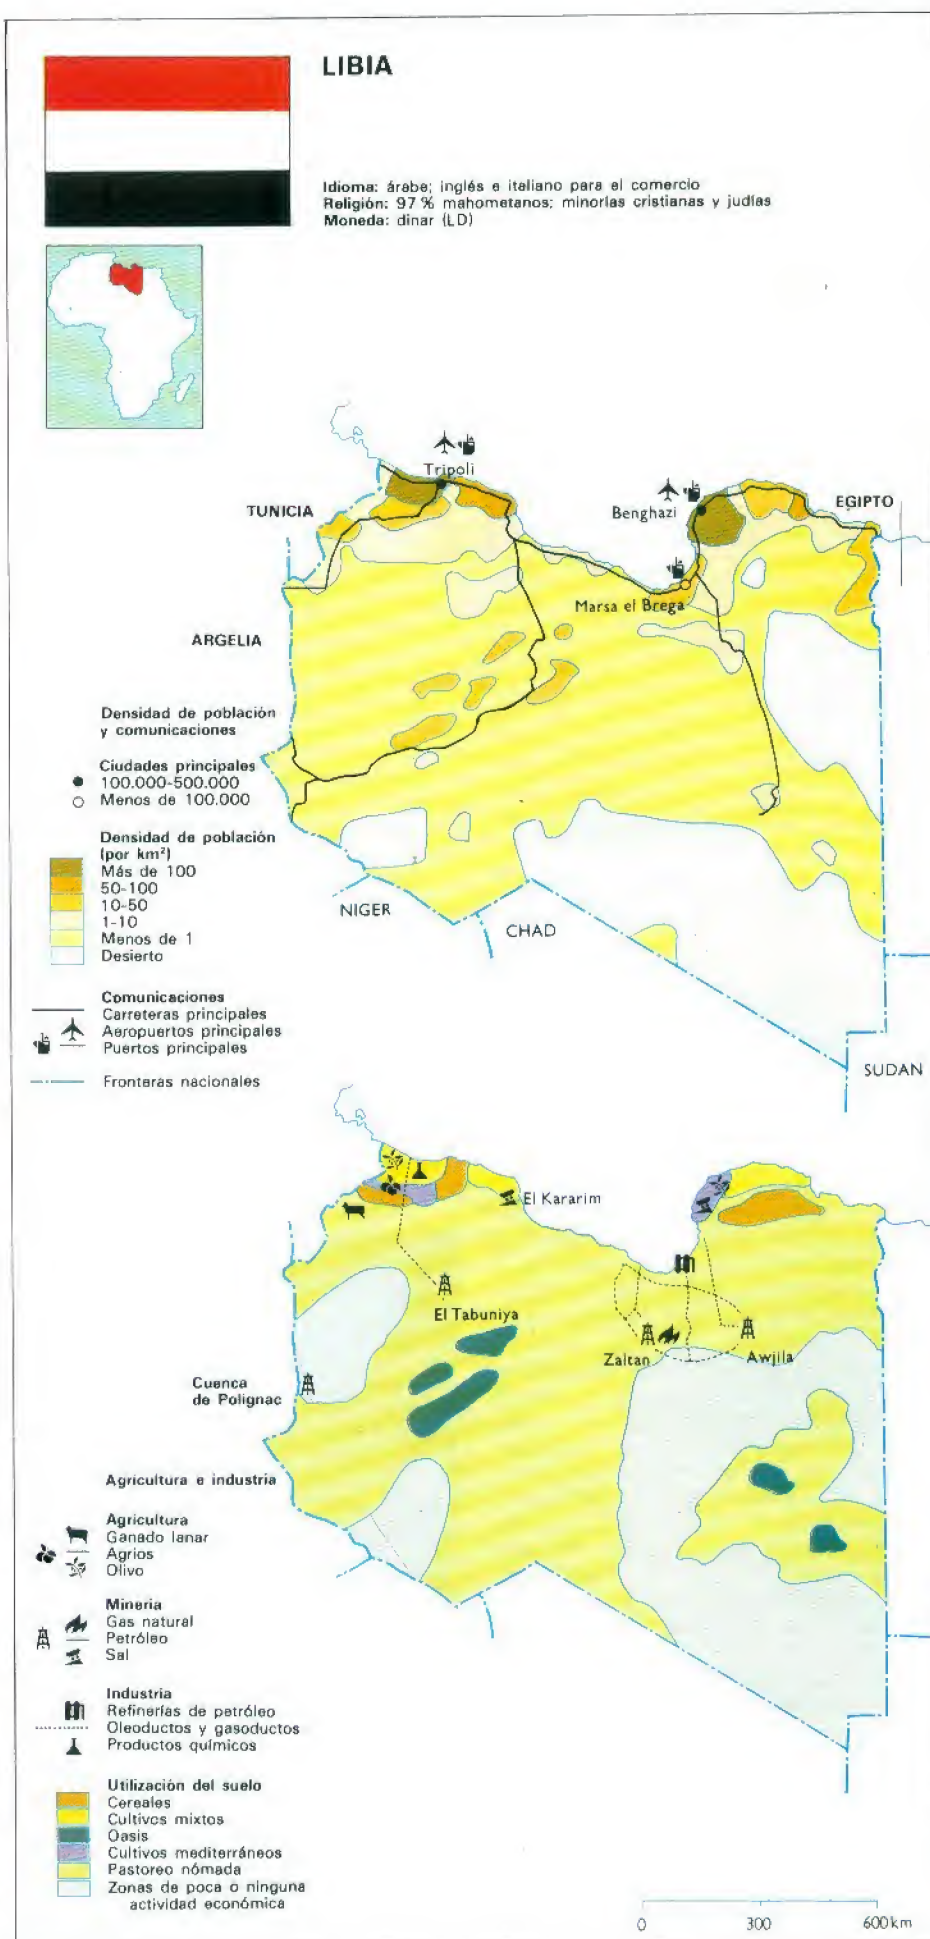 LIBIA
Idioma: árabe; inglés e italiano para el comercio
Religión: 97 % mahometanos; minorías cristianas y judías
Moneda: dinar (LD)
Tripoli
TUNICIA
Benghazi
EGIPTO
Marsa el Brega
ARGELIA
Densidad de población
y comunicaciones
Ciudades principales
100.000-500.000
Menos de 100.000
Densidad de población
(por km²)
Más de 100
50-100
10-50
1-10
Menos de 1
Desierto
NIGER
CHAD
Comunicaciones
Carreteras principales
Aeropuertos principales
Puertos principales
Fronteras nacionales
SUDAN
El Kararim
El Tabuniya
Zaltan
Awjila
Cuenca
de Polignac
Agricultura e industria
Agricultura
Ganado lanar
Agrios
Olivo
Minería
Gas natural
Petróleo
Sal
Industria
Refinerías de petróleo
Oleoductos y gasoductos
Productos químicos
Utilización del suelo
Cereales
Cultivos mixtos
Oasis
Cultivos mediterráneos
Pastoreo nómada
Zonas de poca o ninguna
actividad económica
0 300 600 km